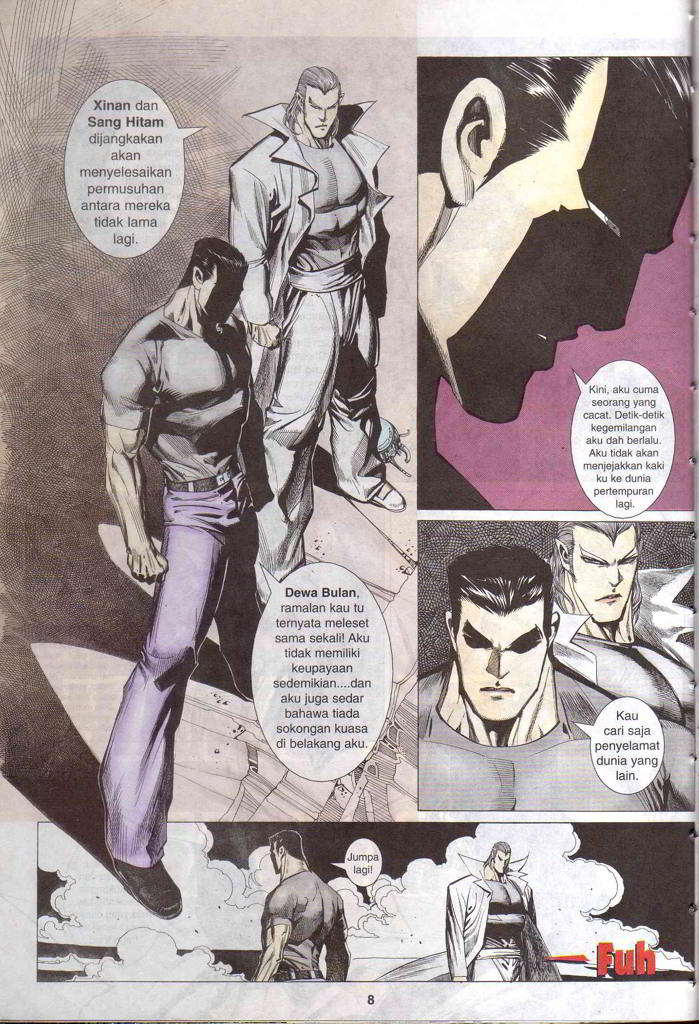 Xinan dan
Sang Hitam
dijangkakan
akan
menyelesaikan
permusuhan
antara mereka
tidak lama
lagi.
Dewa Bulan,
ramalan kau tu
ternyata meleset
sama sekali! Aku
tidak memiliki
keupayaan
sedemikian....dan
aku juga sedar
bahawa tiada
sokongan kuasa
di belakang aku.
Kini, aku cuma
seorang yang
cacat. Detik-detik
kegemilangan
aku dah berlalu.
Aku tidak akan
menjejakkan kaki
ku ke dunia
pertempuran
lagi.
Kau
cari saja
penyelamat
dunia yang
lain.
Jumpa
lagi!
Fuh
8